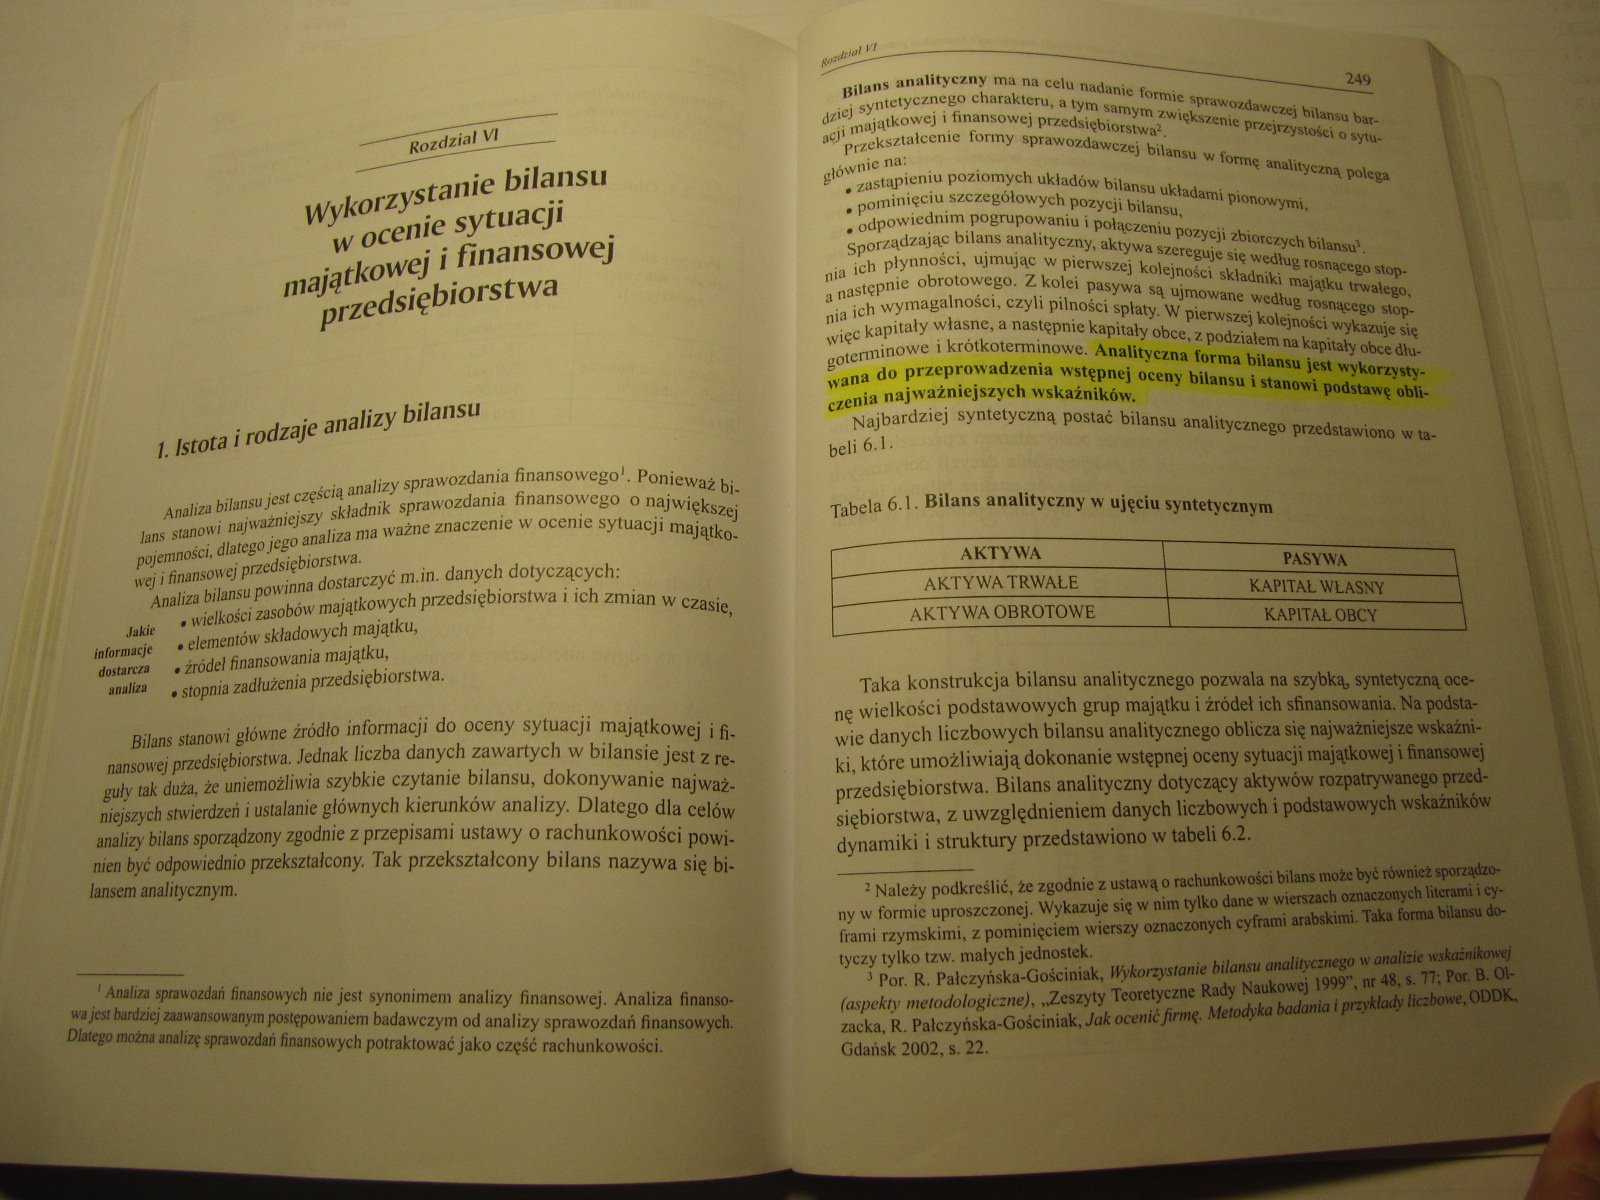 Rozdział VI
Wykorzystanie bilansu
w ocenie sytuacji
majątkowej i finansowej
przedsiębiorstwa
1. Istota i rodzaje analizy bilansu
Analiza bilansu jest częścią analizy sprawozdania finansowego¹. Ponieważ bi-
lans stanowi najważniejszy składnik sprawozdania finansowego o największej
pojemności, dlatego jego analiza ma ważne znaczenie w ocenie sytuacji majątko-
wej i finansowej przedsiębiorstwa.
Analiza bilansu powinna dostarczyć m.in. danych dotyczących:
• wielkości zasobów majątkowych przedsiębiorstwa i ich zmian w czasie,
• elementów składowych majątku,
• źródeł finansowania majątku,
• stopnia zadłużenia przedsiębiorstwa.
Jakie
informacje
dostarcza
analiza
Bilans stanowi główne źródło informacji do oceny sytuacji majątkowej i fi-
nansowej przedsiębiorstwa. Jednak liczba danych zawartych w bilansie jest z re-
guły tak duża, że uniemożliwia szybkie czytanie bilansu, dokonywanie najważ-
niejszych stwierdzeń i ustalanie głównych kierunków analizy. Dlatego dla celów
analizy bilans sporządzony zgodnie z przepisami ustawy o rachunkowości powi-
nien być odpowiednio przekształcony. Tak przekształcony bilans nazywa się bi-
lansem analitycznym.
¹ Analiza sprawozdań finansowych nie jest synonimem analizy finansowej. Analiza finanso-
wa jest bardziej zaawansowanym postępowaniem badawczym od analizy sprawozdań finansowych.
Dlatego można analizę sprawozdań finansowych potraktować jako część rachunkowości.
Rozdział VI
249
Bilans analityczny ma na celu nadanie formie sprawozdawczej bilansu bar-
dziej syntetycznego charakteru, a tym samym zwiększenie przejrzystości o sytu-
acji majątkowej i finansowej przedsiębiorstwa².
Przekształcenie formy sprawozdawczej bilansu w formę analityczną polega
głównie na:
• zastąpieniu poziomych układów bilansu układami pionowymi,
• pominięciu szczegółowych pozycji bilansu,
• odpowiednim pogrupowaniu i połączeniu pozycji zbiorczych bilansu³.
Sporządzając bilans analityczny, aktywa szereguje się według rosnącego stop-
nia ich płynności, ujmując w pierwszej kolejności składniki majątku trwałego,
a następnie obrotowego. Z kolei pasywa są ujmowane według rosnącego stop-
nia ich wymagalności, czyli pilności spłaty. W pierwszej kolejności wykazuje się
więc kapitały własne, a następnie kapitały obce, z podziałem na kapitały obce dłu-
goterminowe i krótkoterminowe. Analityczna forma bilansu jest wykorzysty-
wana do przeprowadzenia wstępnej oceny bilansu i stanowi podstawę obli-
czenia najważniejszych wskaźników.
Najbardziej syntetyczną postać bilansu analitycznego przedstawiono w ta-
beli 6.1.
Tabela 6.1. Bilans analityczny w ujęciu syntetycznym
AKTYWA PASYWA
AKTYWA TRWAŁE KAPITAŁ WŁASNY
AKTYWA OBROTOWE KAPITAŁ OBCY
Taka konstrukcja bilansu analitycznego pozwala na szybką, syntetyczną oce-
nę wielkości podstawowych grup majątku i źródeł ich sfinansowania. Na podsta-
wie danych liczbowych bilansu analitycznego oblicza się najważniejsze wskaźni-
ki, które umożliwiają dokonanie wstępnej oceny sytuacji majątkowej i finansowej
przedsiębiorstwa. Bilans analityczny dotyczący aktywów rozpatrywanego przed-
siębiorstwa, z uwzględnieniem danych liczbowych i podstawowych wskaźników
dynamiki i struktury przedstawiono w tabeli 6.2.
² Należy podkreślić, że zgodnie z ustawą o rachunkowości bilans może być również sporządzo-
ny w formie uproszczonej. Wykazuje się w nim tylko dane w wierszach oznaczonych literami i cy-
frami rzymskimi, z pominięciem wierszy oznaczonych cyframi arabskimi. Taka forma bilansu do-
tyczy tylko tzw. małych jednostek.
³ Por. R. Pałczyńska-Gościniak, Wykorzystanie bilansu analitycznego w analizie wskaźnikowej
(aspekty metodologiczne), „Zeszyty Teoretyczne Rady Naukowej 1999”, nr 48, s. 77; Por. B. Ol-
zacka, R. Pałczyńska-Gościniak, Jak ocenić firmę. Metodyka badania i przykłady liczbowe, ODDK,
Gdańsk 2002, s. 22.